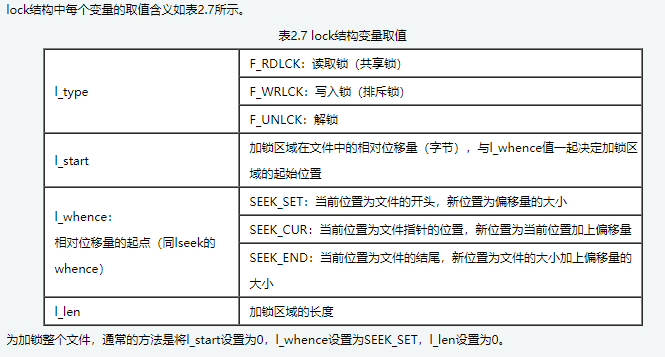 lock结构中每个变量的取值含义如表2.7所示。
表2.7 lock结构变量取值
l_type
F_RDLCK：读取锁（共享锁）
F_WRLCK：写入锁（排斥锁）
F_UNLCK：解锁
l_start
加锁区域在文件中的相对位移量（字节），与l_whence值一起决定加锁区
域的起始位置
l_whence：
相对位移量的起点（同lseek的
whence）
SEEK_SET：当前位置为文件的开头，新位置为偏移量的大小
SEEK_CUR：当前位置为文件指针的位置，新位置为当前位置加上偏移量
SEEK_END：当前位置为文件的结尾，新位置为文件的大小加上偏移量的
大小
l_len
加锁区域的长度
为加锁整个文件，通常的方法是将l_start设置为0，l_whence设置为SEEK_SET，l_len设置为0。